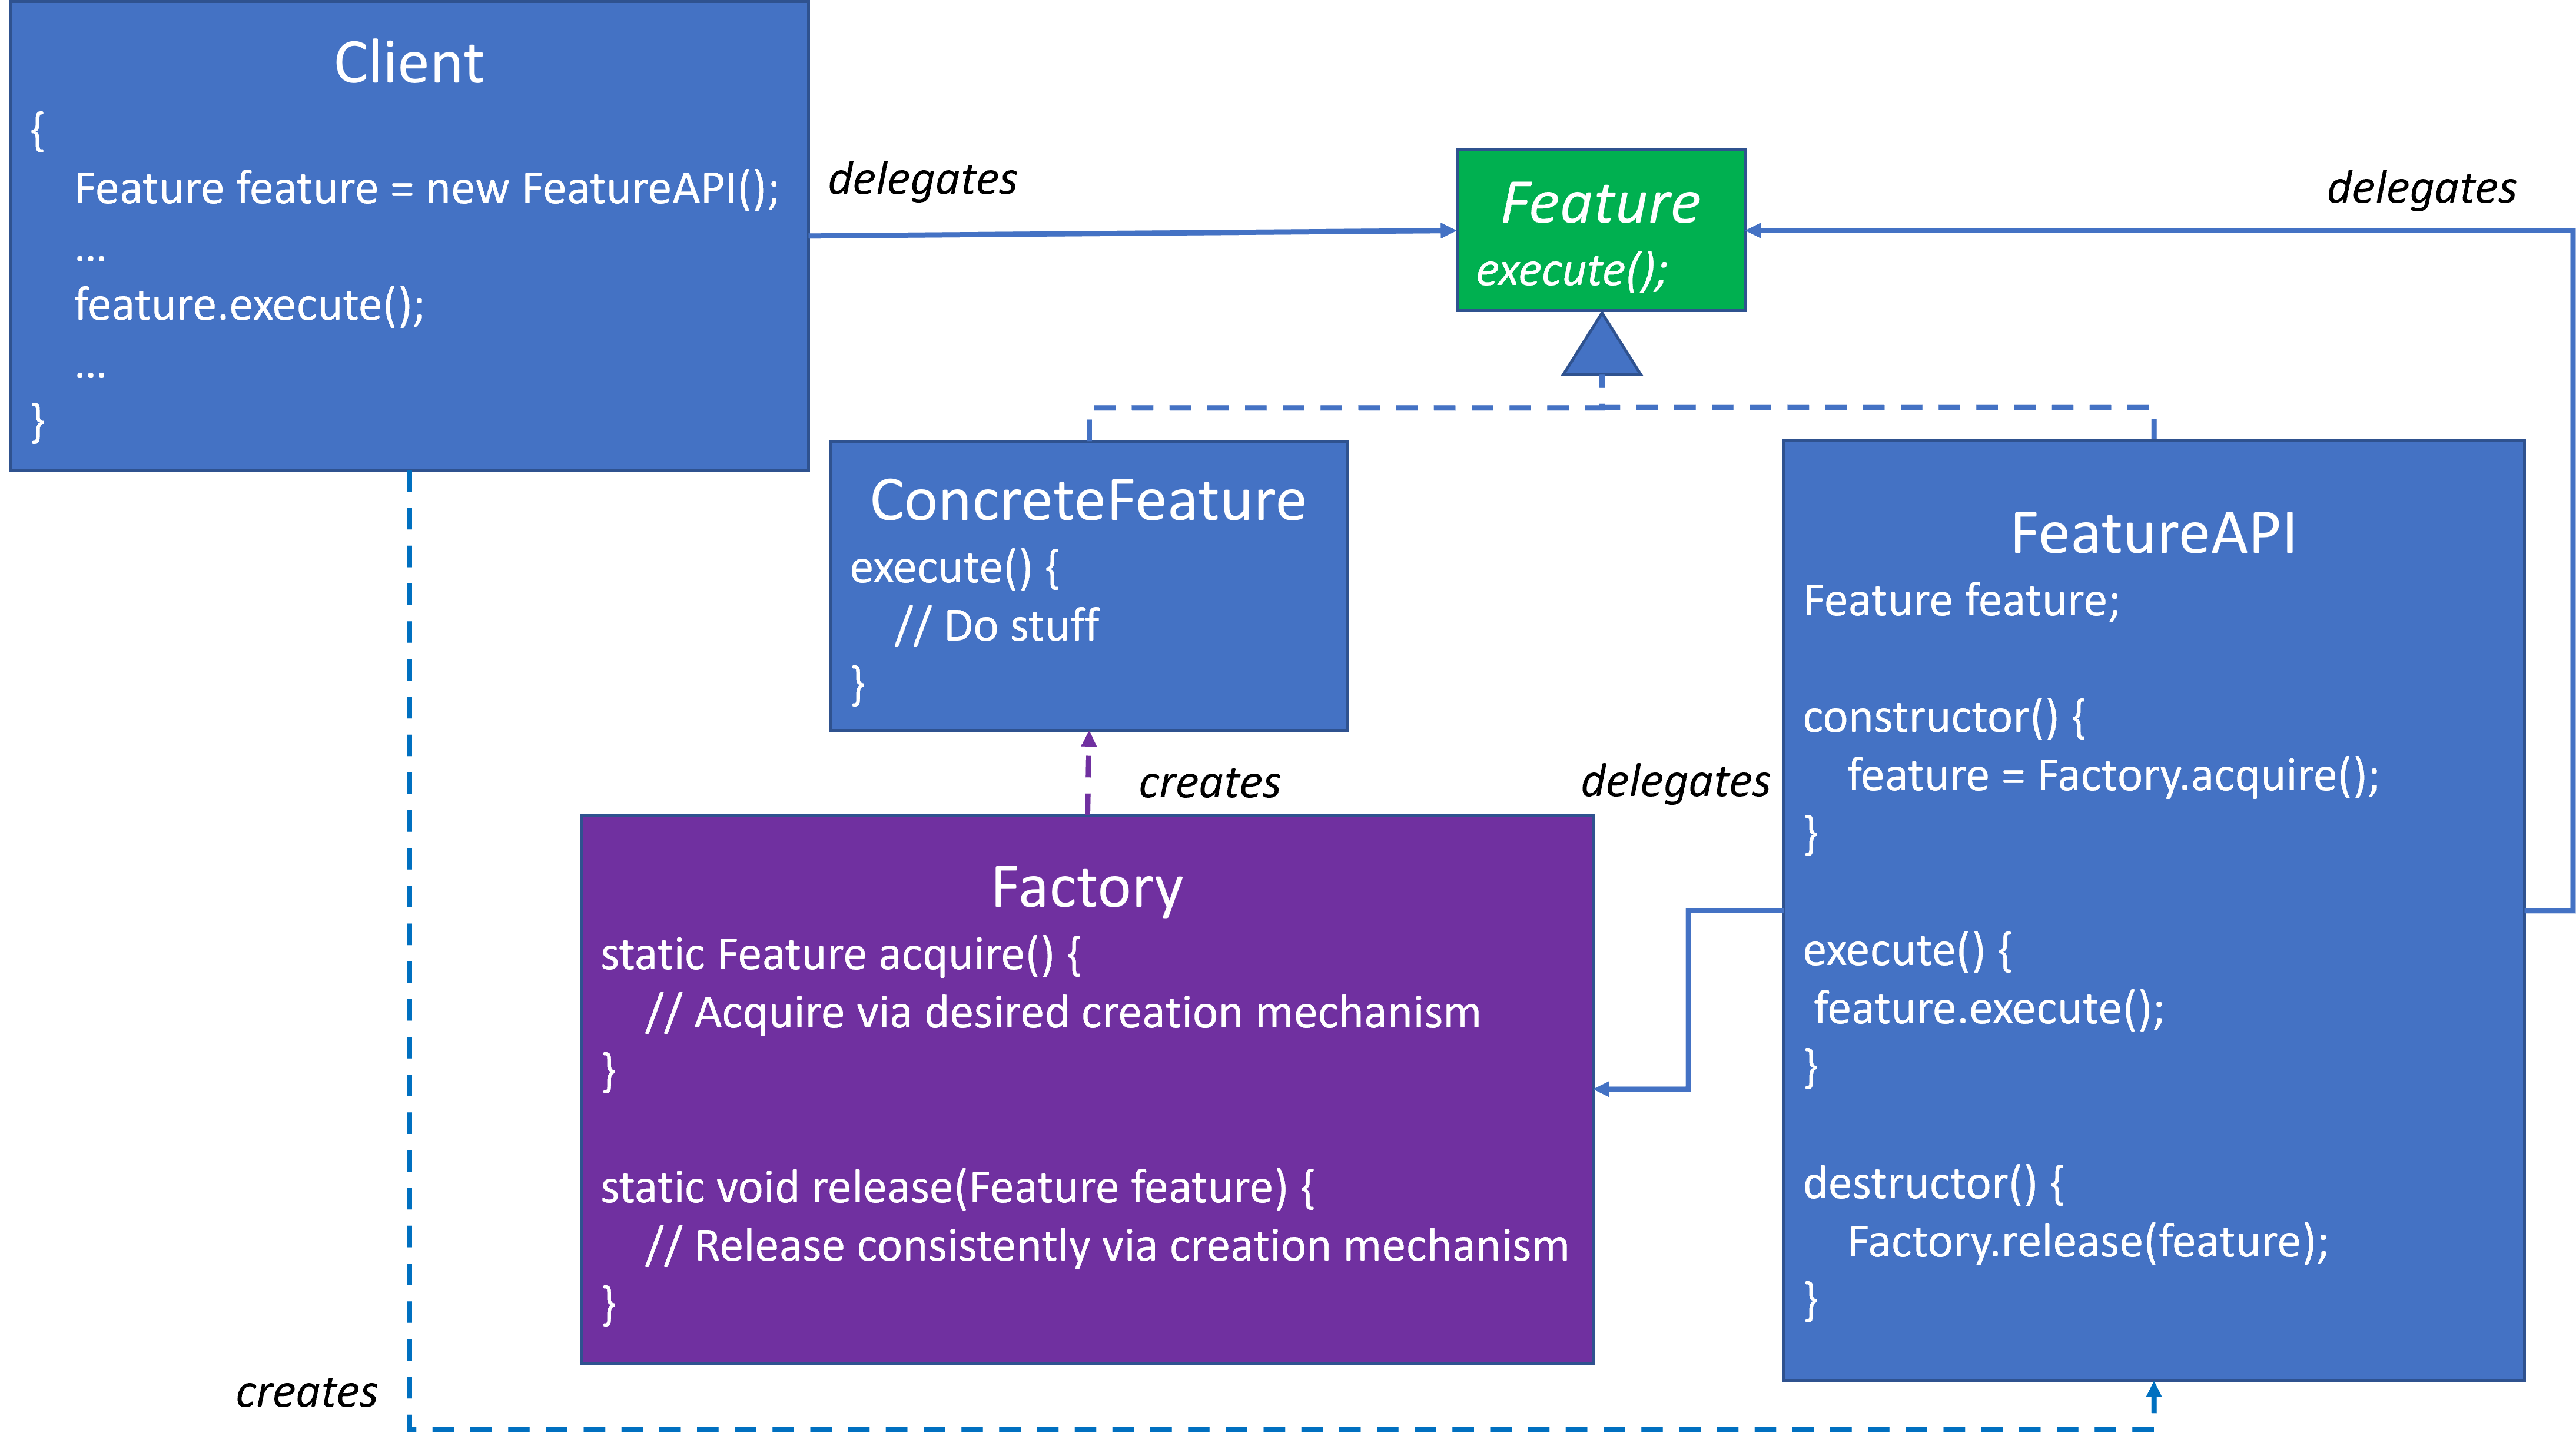 Client
{
Feature feature = new FeatureAPI();
...
feature.execute();
...
}
delegates
Feature
execute();
delegates
ConcreteFeature
execute() {
// Do stuff
}
creates
delegates
Factory
static Feature acquire() {
// Acquire via desired creation mechanism
}
static void release(Feature feature) {
// Release consistently via creation mechanism
}
FeatureAPI
Feature feature;
constructor() {
feature = Factory.acquire();
}
execute() {
feature.execute();
}
destructor() {
Factory.release(feature);
}
creates